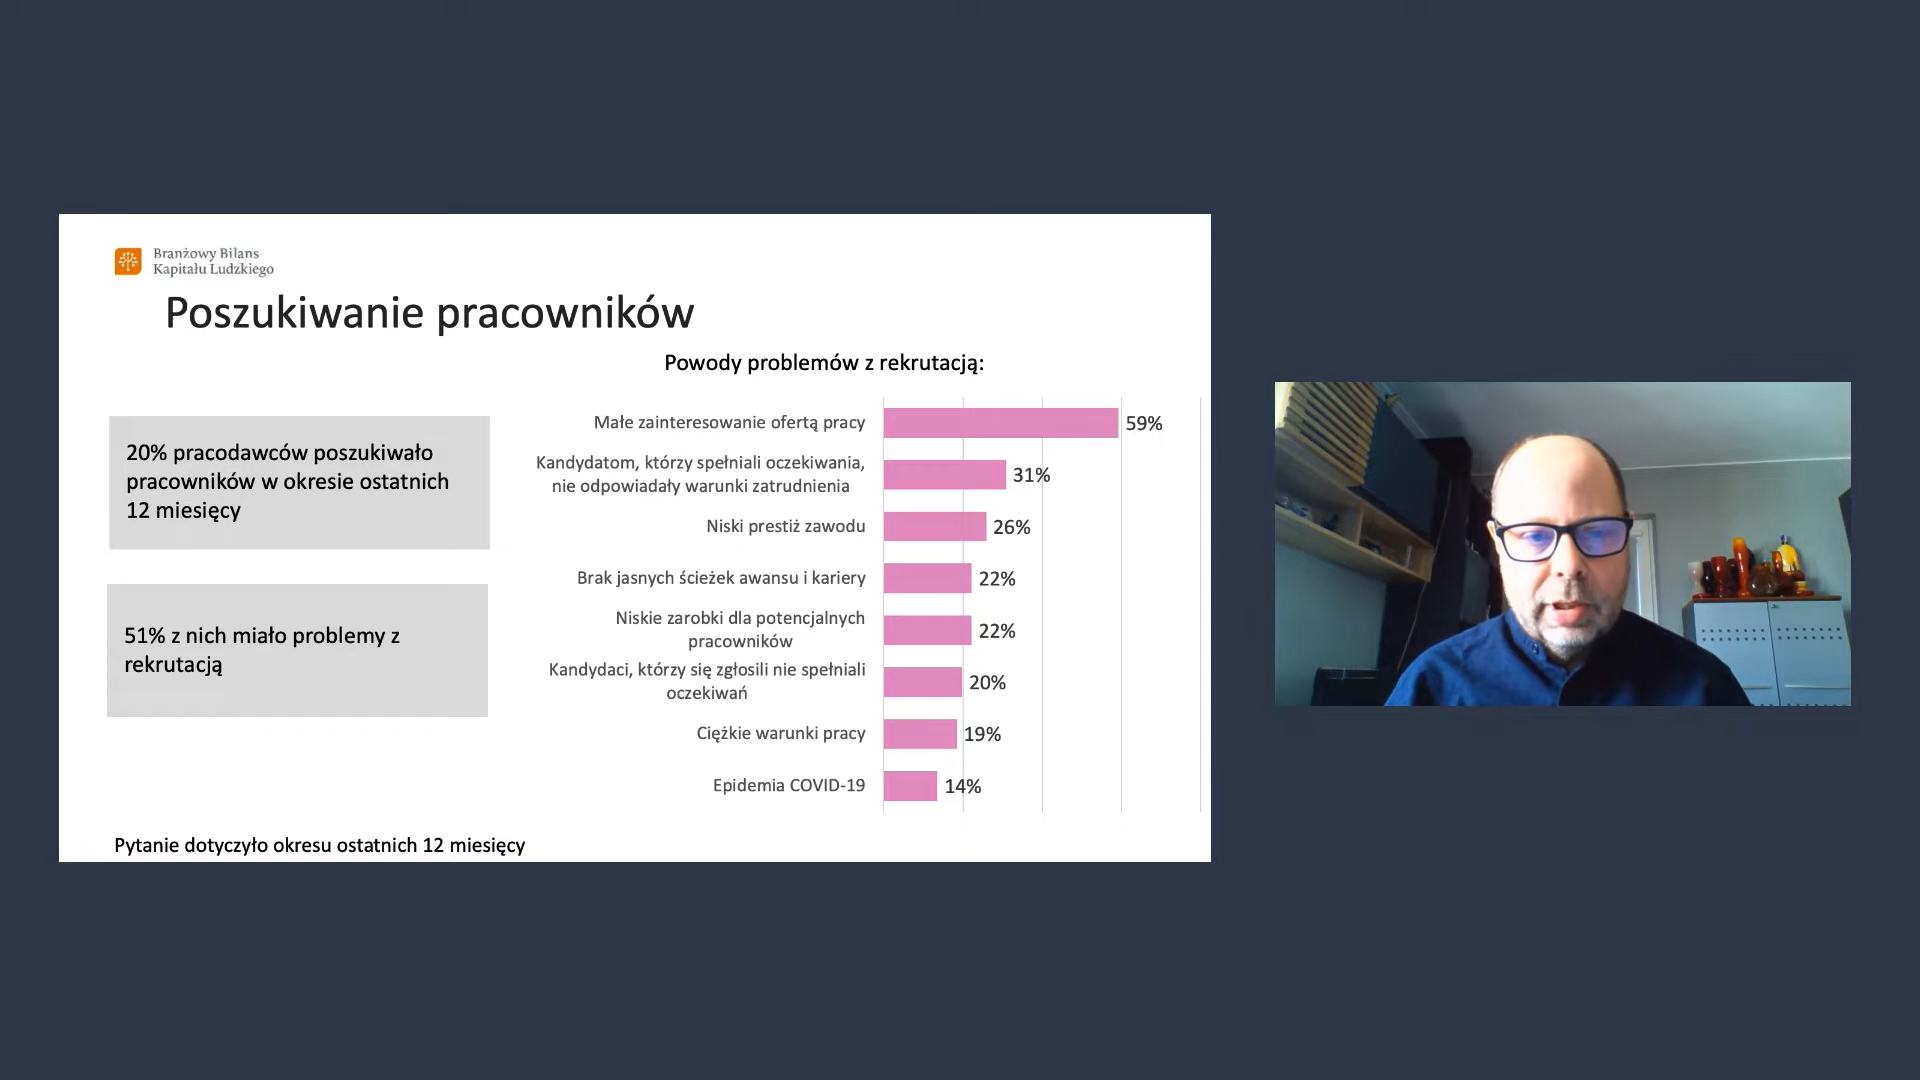 Branżowy Bilans
Kapitału Ludzkiego
Poszukiwanie pracowników
Powody problemów z rekrutacją:
20% pracodawców poszukiwało
pracowników w okresie ostatnich
12 miesięcy
51% z nich miało problemy z
rekrutacją
Małe zainteresowanie ofertą pracy
59%
Kandydatom, którzy spełniali oczekiwania,
nie odpowiadały warunki zatrudnienia
31%
Niski prestiż zawodu
26%
Brak jasnych ścieżek awansu i kariery
22%
Niskie zarobki dla potencjalnych
pracowników
22%
Kandydaci, którzy się zgłosili nie spełniali
oczekiwań
20%
Ciężkie warunki pracy
19%
Epidemia COVID-19
14%
Pytanie dotyczyło okresu ostatnich 12 miesięcy